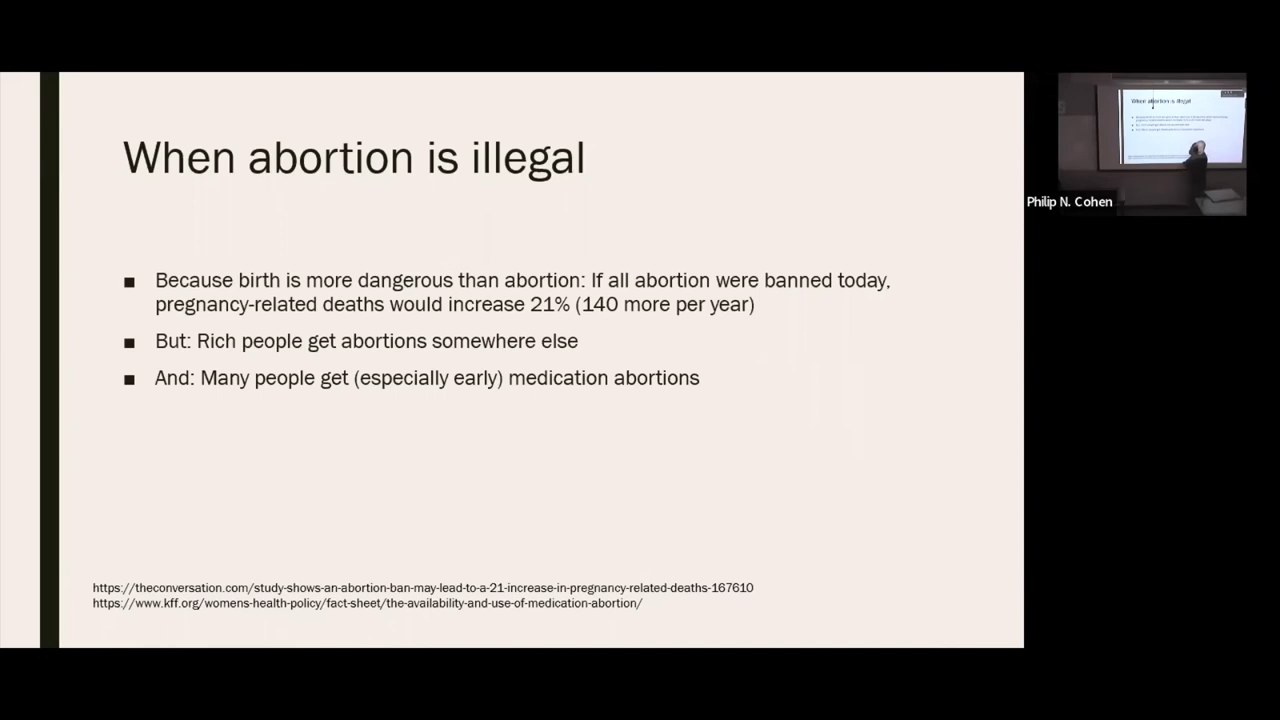 When abortion is illegal
■ Because birth is more dangerous than abortion: If all abortion were banned today,
pregnancy-related deaths would increase 21% (140 more per year)
■ But: Rich people get abortions somewhere else
■ And: Many people get (especially early) medication abortions
https://theconversation.com/study-shows-an-abortion-ban-may-lead-to-a-21-increase-in-pregnancy-related-deaths-167610
https://www.kff.org/womens-health-policy/fact-sheet/the-availability-and-use-of-medication-abortion/
When abortion is illegal
Philip N. Cohen